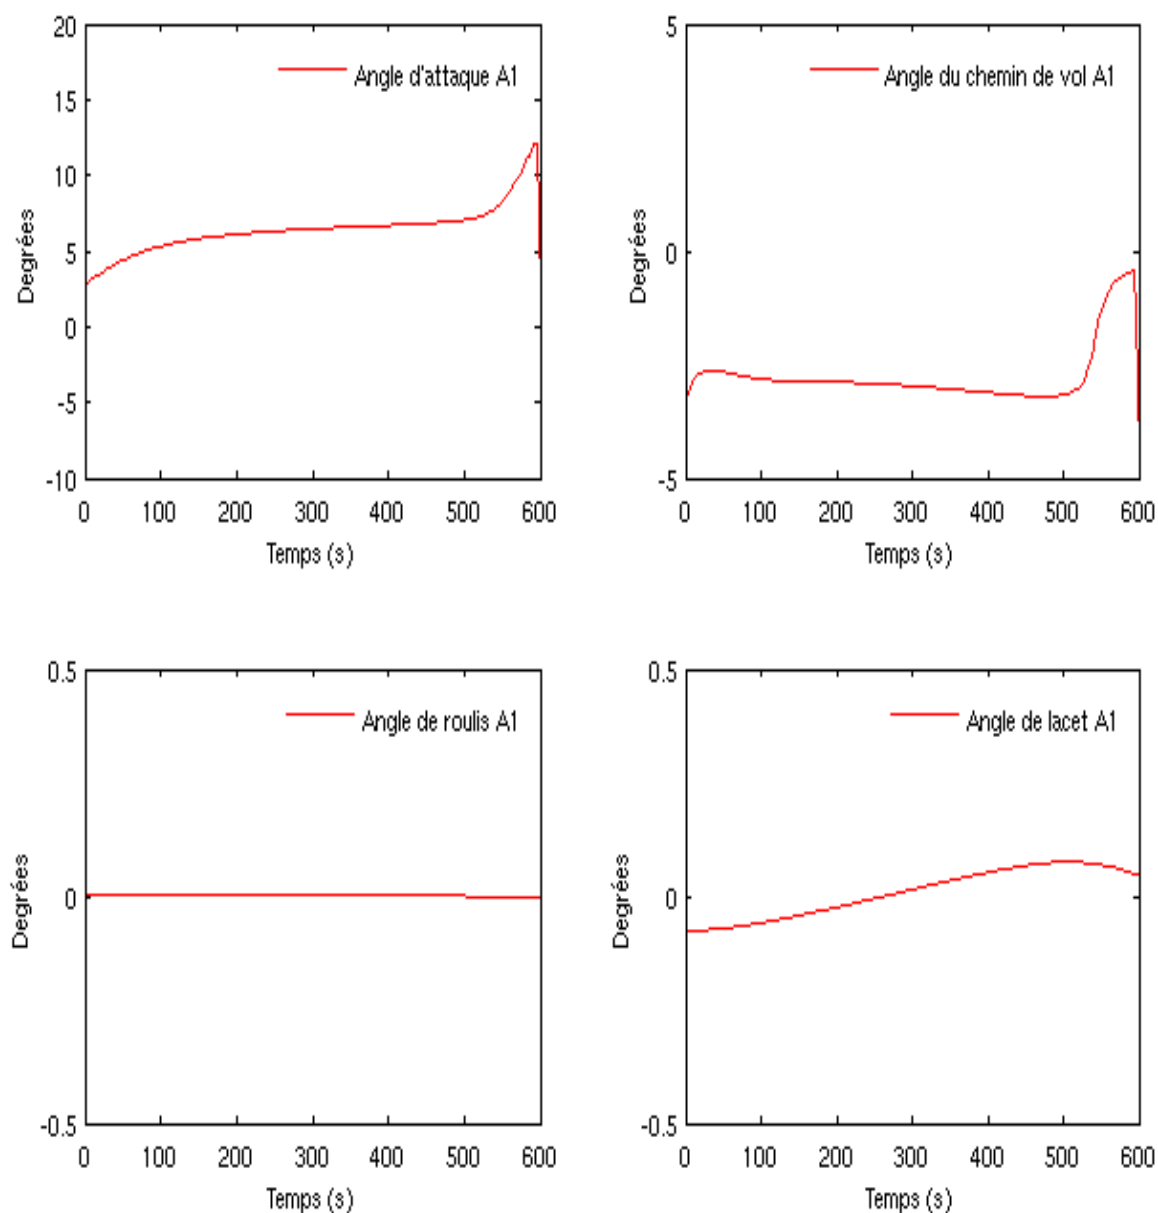 20
15
10
5
0
-5
-10
Degrées
Angle d'attaque A1
0 100 200 300 400 500 600
Temps (s)
5
0
-5
Degrées
Angle du chemin de vol A1
0 100 200 300 400 500 600
Temps (s)
0.5
0
-0.5
Degrées
Angle de roulis A1
0 100 200 300 400 500 600
Temps (s)
0.5
0
-0.5
Degrées
Angle de lacet A1
0 100 200 300 400 500 600
Temps (s)